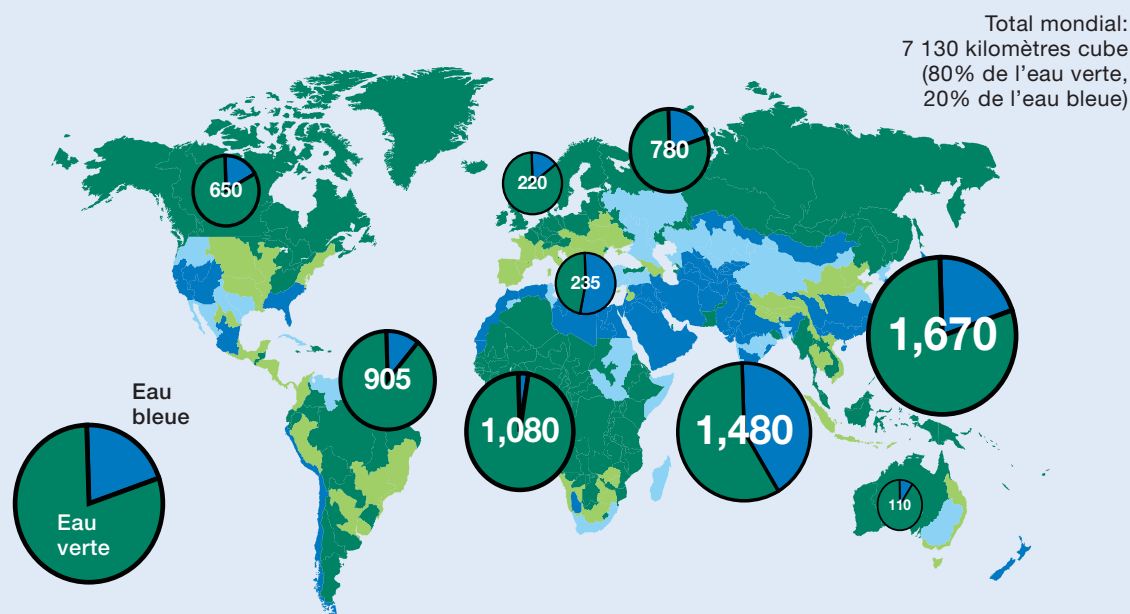 Total mondial:
7 130 kilomètres cube
(80% de l'eau verte,
20% de l'eau bleue)
780
650
220
235
1,670
905
Eau
bleue
1,080
1,480
110
Eau
verte